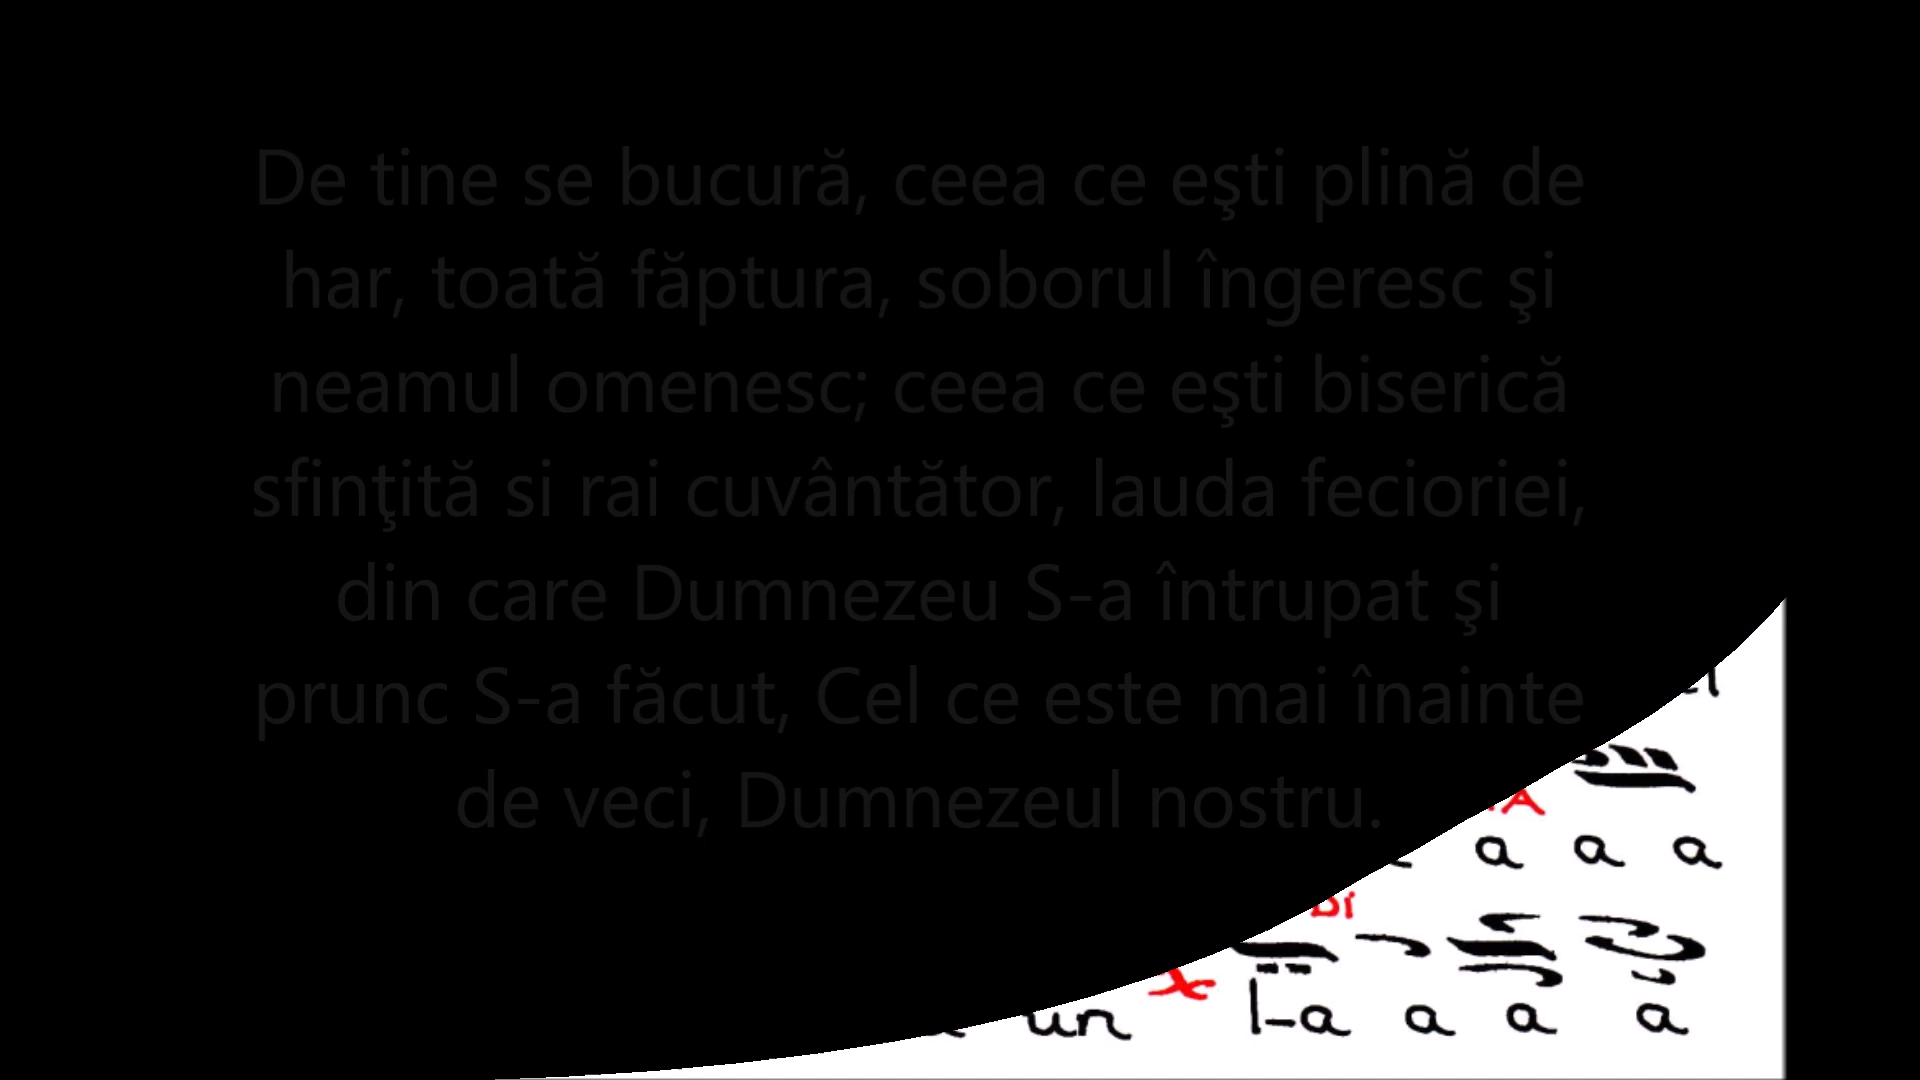 De tine se bucură, ceea ce eşti plină de
har, toată făptura, soborul îngeresc şi
neamul omenesc; ceea ce eşti biserică
sfinţită si rai cuvântător, lauda fecioriei,
din care Dumnezeu S-a întrupat şi
prunc S-a făcut, Cel ce este mai înainte
de veci, Dumnezeul nostru.
a a a
un l-a a a a